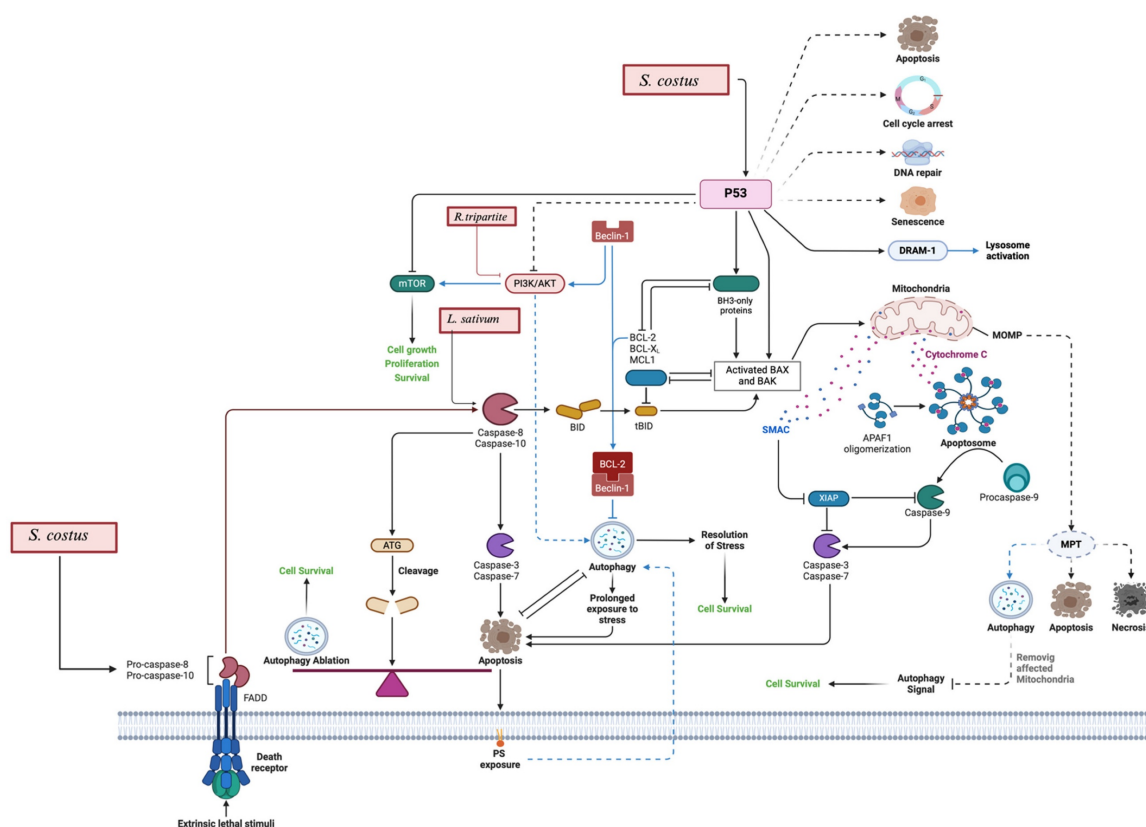 Apoptosis
S. costus
G₁
M
S
G₂
Cell cycle arrest
DNA repair
P53
Senescence
R.tripartite
Beclin-1
DRAM-1
Lysosome
activation
mTOR
PI3K/AKT
BH3-only
proteins
Mitochondria
L. sativum
MOMP
Cell growth
Proliferation
Survival
BCL-2
BCL-XL
MCL1
Activated BAX
and BAK
Cytochrome C
Caspase-8
Caspase-10
BID
tBID
SMAC
APAF1
oligomerization
Apoptosome
BCL-2
Beclin-1
XIAP
Procaspase-9
Caspase-9
S. costus
ATG
Caspase-3
Caspase-7
Autophagy
Resolution
of Stress
Caspase-3
Caspase-7
MPT
Cell Survival
Cleavage
Prolonged
exposure to
stress
Cell Survival
Autophagy
Apoptosis
Necrosis
Autophagy Ablation
Apoptosis
Pro-caspase-8
Pro-caspase-10
FADD
Removig
affected
Mitochondria
Cell Survival
Autophagy
Signal
Death
receptor
PS
exposure
Extrinsic lethal stimuli